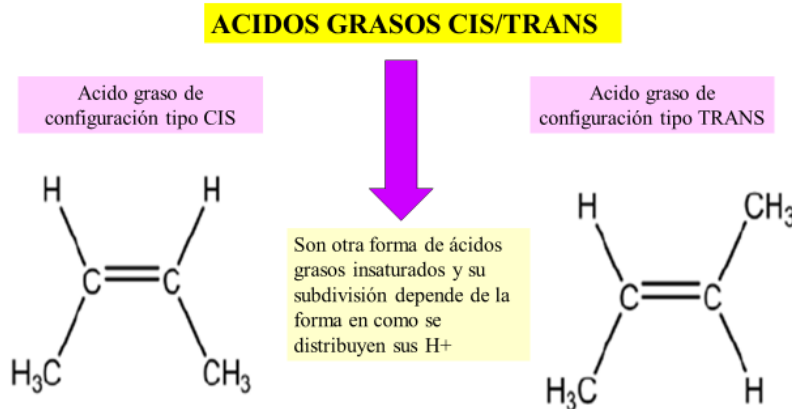 ACIDOS GRASOS CIS/TRANS
Acido graso de
configuración tipo CIS
Acido graso de
configuración tipo TRANS
H H
C C
H₃C CH₃
Son otra forma de ácidos
grasos insaturados y su
subdivisión depende de la
forma en como se
distribuyen sus H+
H CH₃
C C
H₃C H